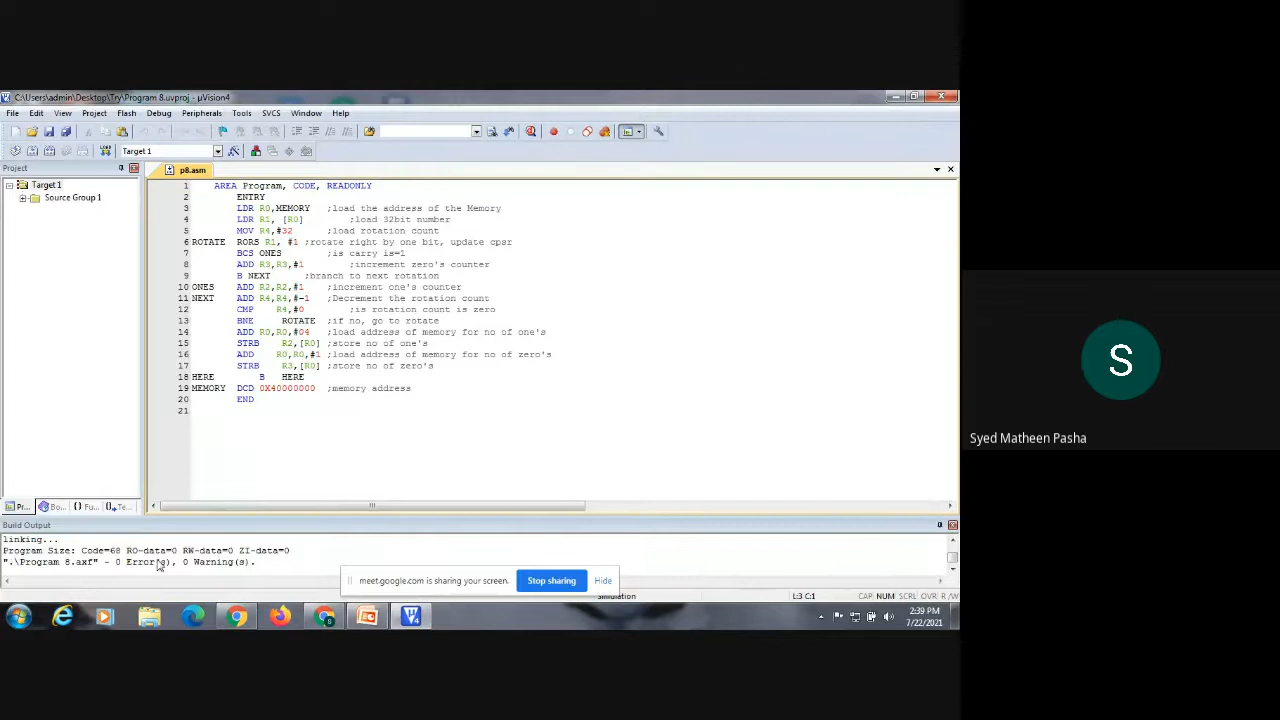 C:\Users\admin\Desktop\Try\Program 8.uvproj - µVision4
File Edit View Project Flash Debug Peripherals Tools SVCS Window Help
Target 1
Project
p8.asm
Target 1
Source Group 1
1 AREA Program, CODE, READONLY
2 ENTRY
3 LDR R0,MEMORY ;load the address of the Memory
4 LDR R1, [R0] ;load 32bit number
5 MOV R4,#32 ;load rotation count
6 ROTATE RORS R1, #1 ;rotate right by one bit, update cpsr
7 BCS ONES ;is carry is=1
8 ADD R3,R3,#1 ;increment zero's counter
9 B NEXT ;branch to next rotation
10 ONES ADD R2,R2,#1 ;increment one's counter
11 NEXT ADD R4,R4,#-1 ;Decrement the rotation count
12 CMP R4,#0 ;is rotation count is zero
13 BNE ROTATE ;if no, go to rotate
14 ADD R0,R0,#04 ;load address of memory for no of one's
15 STRB R2,[R0] ;store no of one's
16 ADD R0,R0,#1 ;load address of memory for no of zero's
17 STRB R3,[R0] ;store no of zero's
18 HERE B HERE
19 MEMORY DCD 0X40000000 ;memory address
20 END
21
Pr... Bo... {} Fu... Te...
Build Output
linking...
Program Size: Code=68 RO-data=0 RW-data=0 ZI-data=0
".\Program 8.axf" - 0 Error(s), 0 Warning(s).
meet.google.com is sharing your screen. Stop sharing Hide
Simulation L:3 C:1 CAP NUM SCRL OVR R/W
2:39 PM
7/22/2021
S
Syed Matheen Pasha